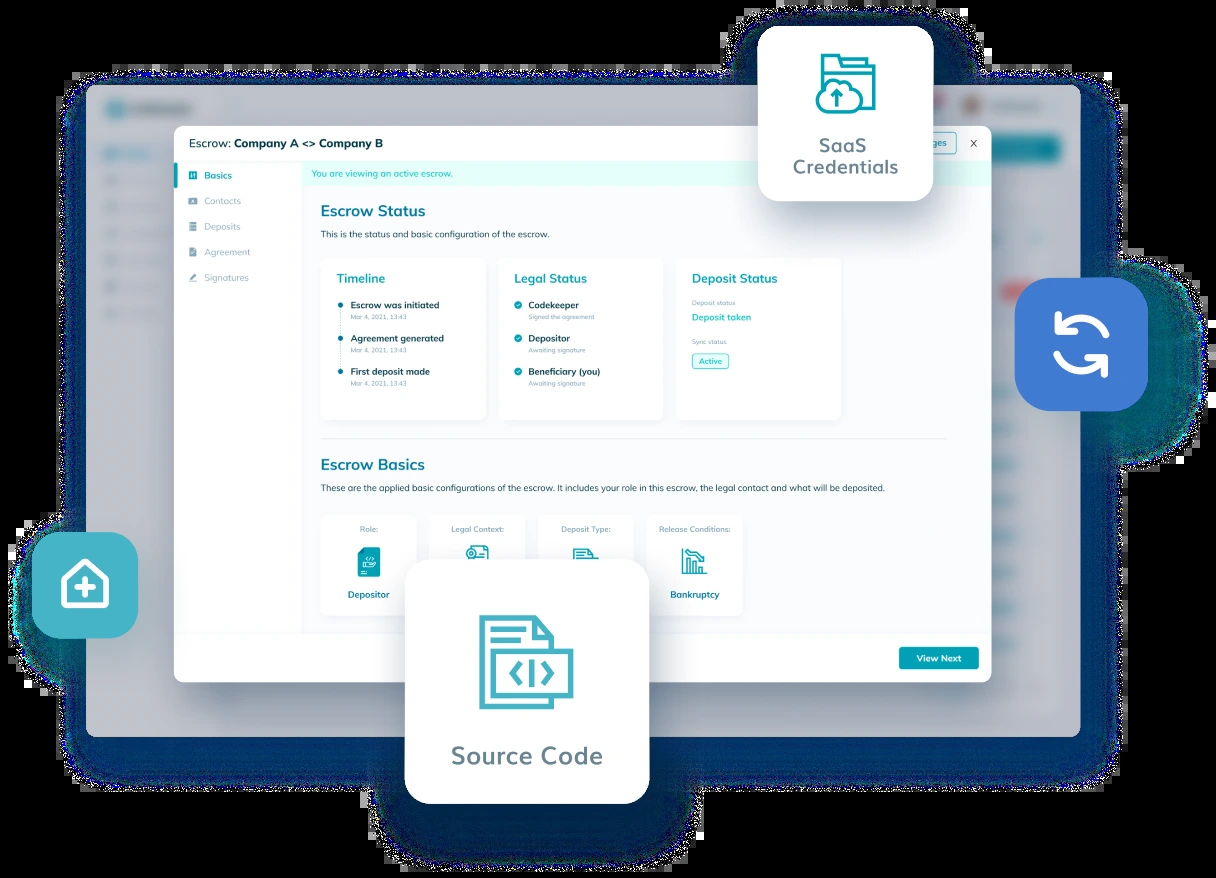 SaaS
Credentials
Escrow: Company A <> Company B
ges
X
Basics
Contacts
Deposits
Agreement
Signatures
You are viewing an active escrow.
Escrow Status
This is the status and basic configuration of the escrow.
Timeline
Escrow was initiated
Mar 4, 2021, 13:43
Agreement generated
Mar 4, 2021, 13:43
First deposit made
Mar 4, 2021, 13:43
Legal Status
Codekeeper
Signed the agreement
Depositor
Awaiting signature
Beneficiary (you)
Awaiting signature
Deposit Status
Deposit status
Deposit taken
Sync status
Active
Escrow Basics
These are the applied basic configurations of the escrow. It includes your role in this escrow, the legal contact and what will be deposited.
Role:
Depositor
Legal Context:
Deposit Type:
Release Conditions:
Bankruptcy
View Next
Source Code